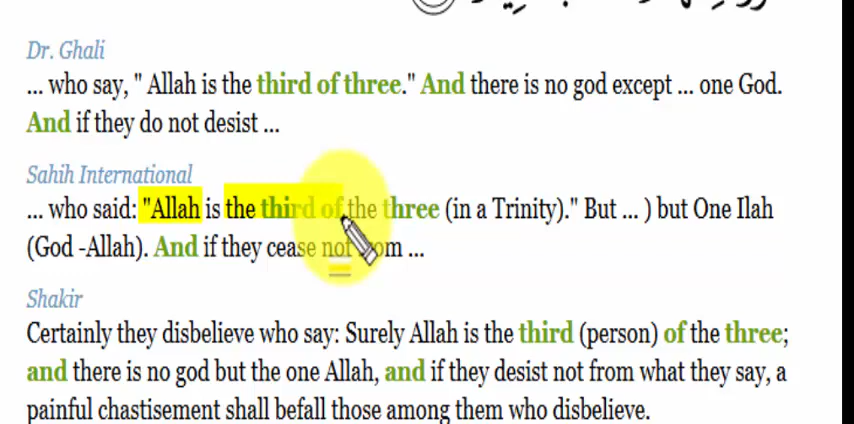 Dr. Ghali
... who say, " Allah is the third of three." And there is no god except ... one God.
And if they do not desist ...
Sahih International
... who said: "Allah is the third of the three (in a Trinity)." But ... ) but One Ilah
(God -Allah). And if they cease not from ...
Shakir
Certainly they disbelieve who say: Surely Allah is the third (person) of the three;
and there is no god but the one Allah, and if they desist not from what they say, a
painful chastisement shall befall those among them who disbelieve.